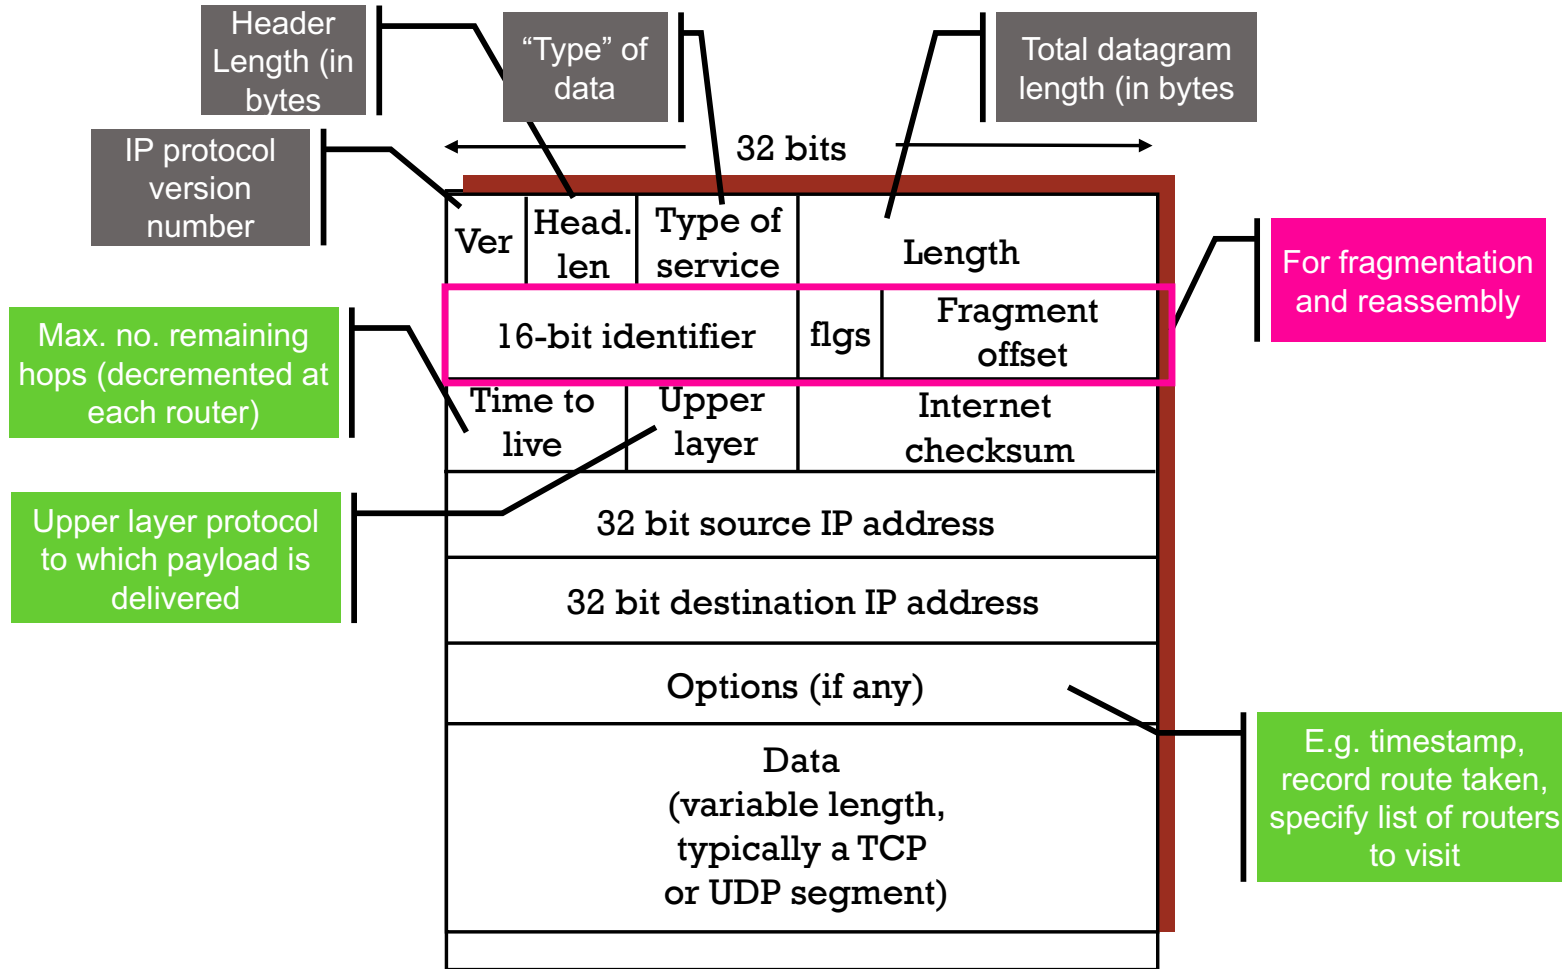 Header
Length (in
bytes
“Type” of
data
Total datagram
length (in bytes
IP protocol
version
number
32 bits
Ver
Head.
len
Type of
service
Length
For fragmentation
and reassembly
16-bit identifier
flgs
Fragment
offset
Max. no. remaining
hops (decremented at
each router)
Time to
live
Upper
layer
Internet
checksum
Upper layer protocol
to which payload is
delivered
32 bit source IP address
32 bit destination IP address
Options (if any)
E.g. timestamp,
record route taken,
specify list of routers
to visit
Data
(variable length,
typically a TCP
or UDP segment)